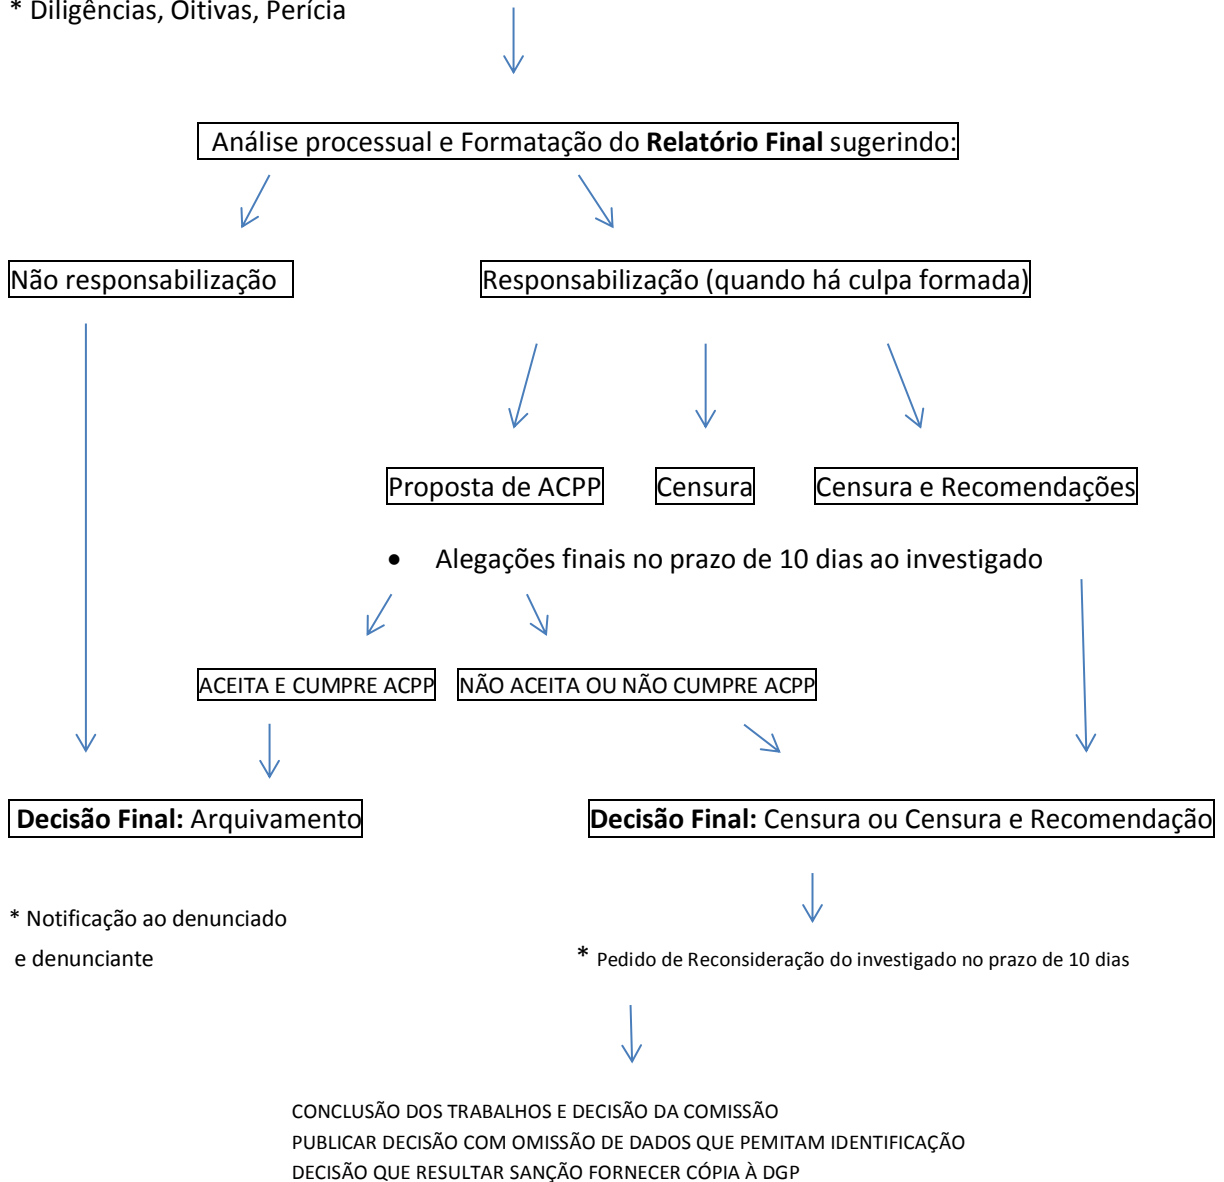 * Diligências, Oitivas, Perícia
Análise processual e Formatação do Relatório Final sugerindo:
Não responsabilização
Responsabilização (quando há culpa formada)
Proposta de ACPP
Censura
Censura e Recomendações
• Alegações finais no prazo de 10 dias ao investigado
ACEITA E CUMPRE ACPP
NÃO ACEITA OU NÃO CUMPRE ACPP
Decisão Final: Arquivamento
Decisão Final: Censura ou Censura e Recomendação
* Notificação ao denunciado
e denunciante
* Pedido de Reconsideração do investigado no prazo de 10 dias
CONCLUSÃO DOS TRABALHOS E DECISÃO DA COMISSÃO
PUBLICAR DECISÃO COM OMISSÃO DE DADOS QUE PEMITAM IDENTIFICAÇÃO
DECISÃO QUE RESULTAR SANÇÃO FORNECER CÓPIA À DGP